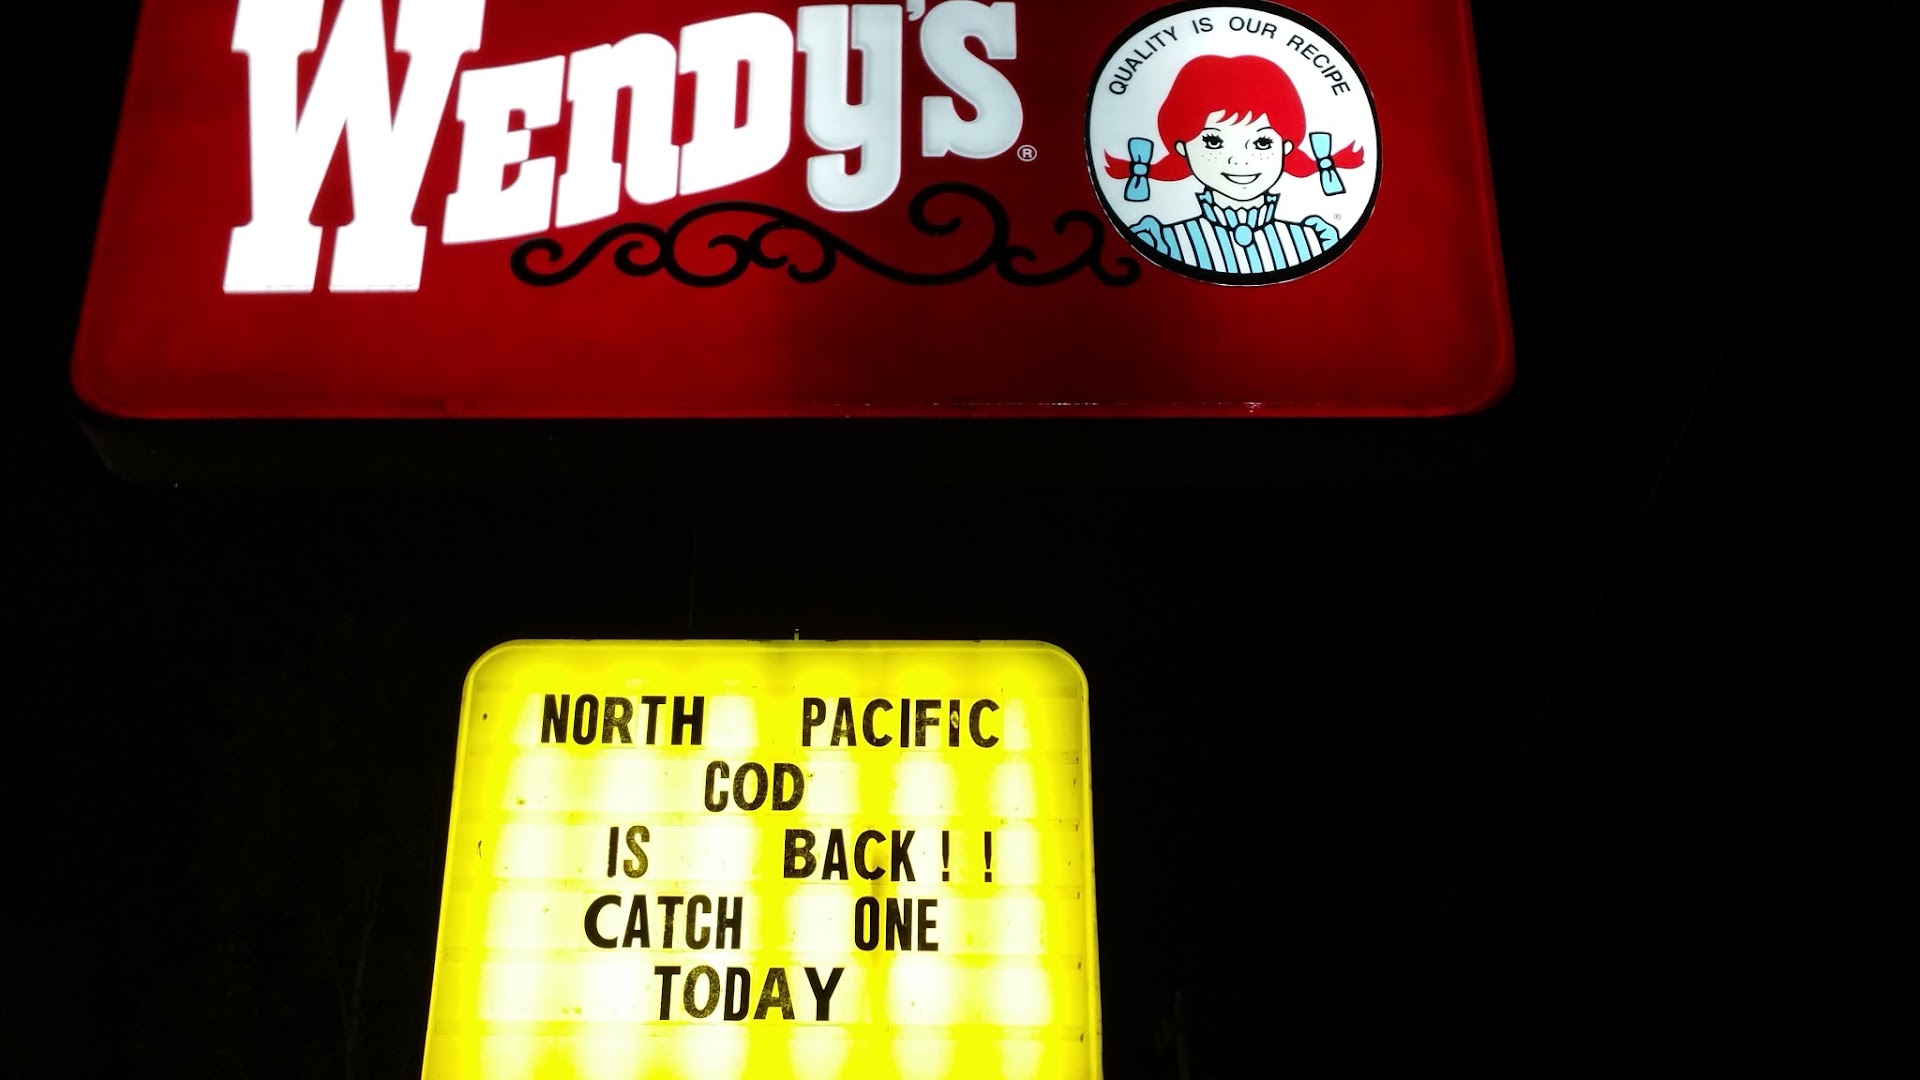 Wendy's®
QUALITY IS OUR RECIPE
®
NORTH PACIFIC
COD
IS BACK!!
CATCH ONE
TODAY